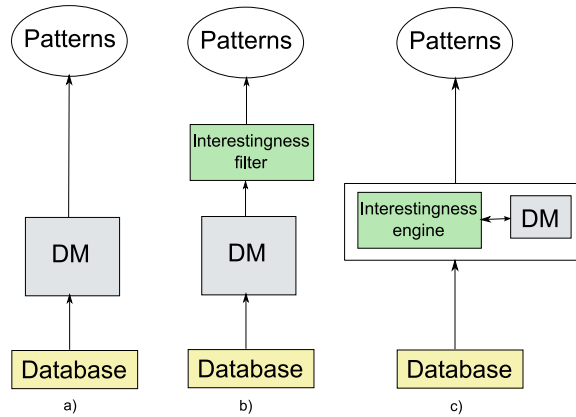 Patterns
DM
Database
a)
Patterns
Interestingness
filter
DM
Database
b)
Patterns
Interestingness
engine
DM
Database
c)